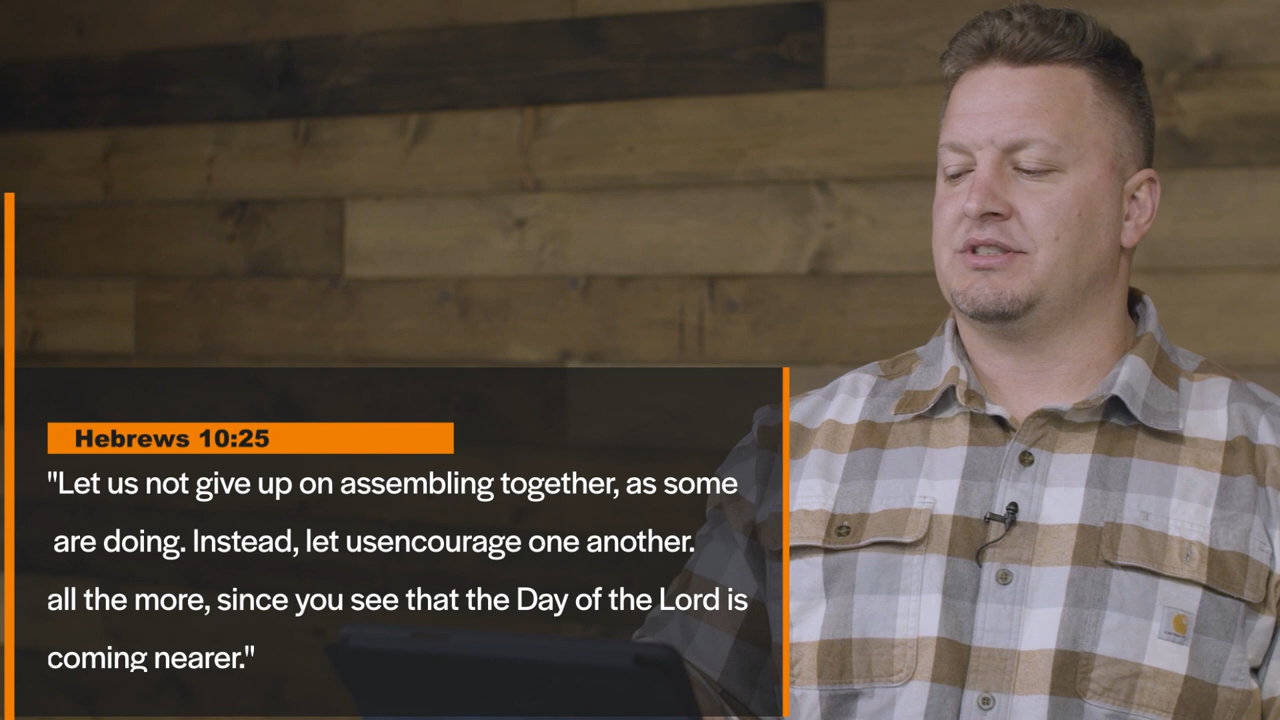 Hebrews 10:25
"Let us not give up on assembling together, as some
are doing. Instead, let usencourage one another.
all the more, since you see that the Day of the Lord is
coming nearer."